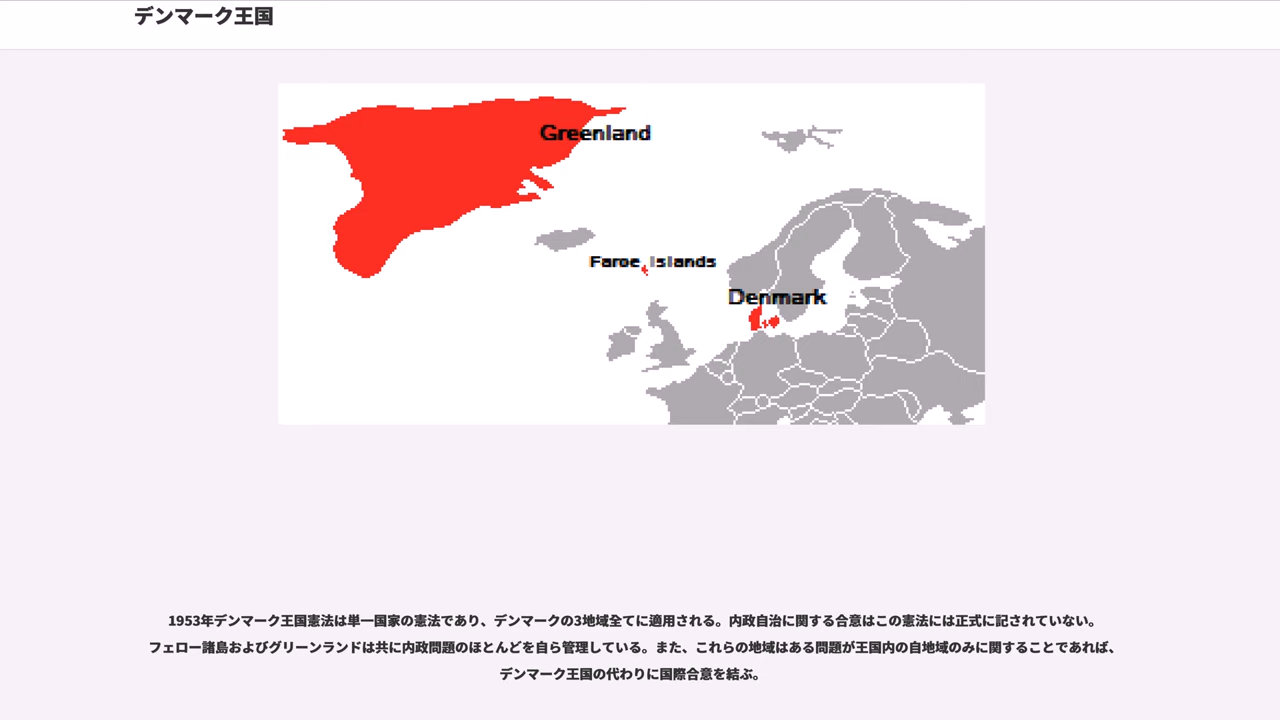 デンマーク王国
Greenland
Faroe Islands
Denmark
1953年デンマーク王国憲法は単一国家の憲法であり、デンマークの3地域全てに適用される。内政自治に関する合意はこの憲法には正式に記されていない。
フェロー諸島およびグリーンランドは共に内政問題のほとんどを自ら管理している。また、これらの地域はある問題が王国内の自地域のみに関することであれば、
デンマーク王国の代わりに国際合意を結ぶ。